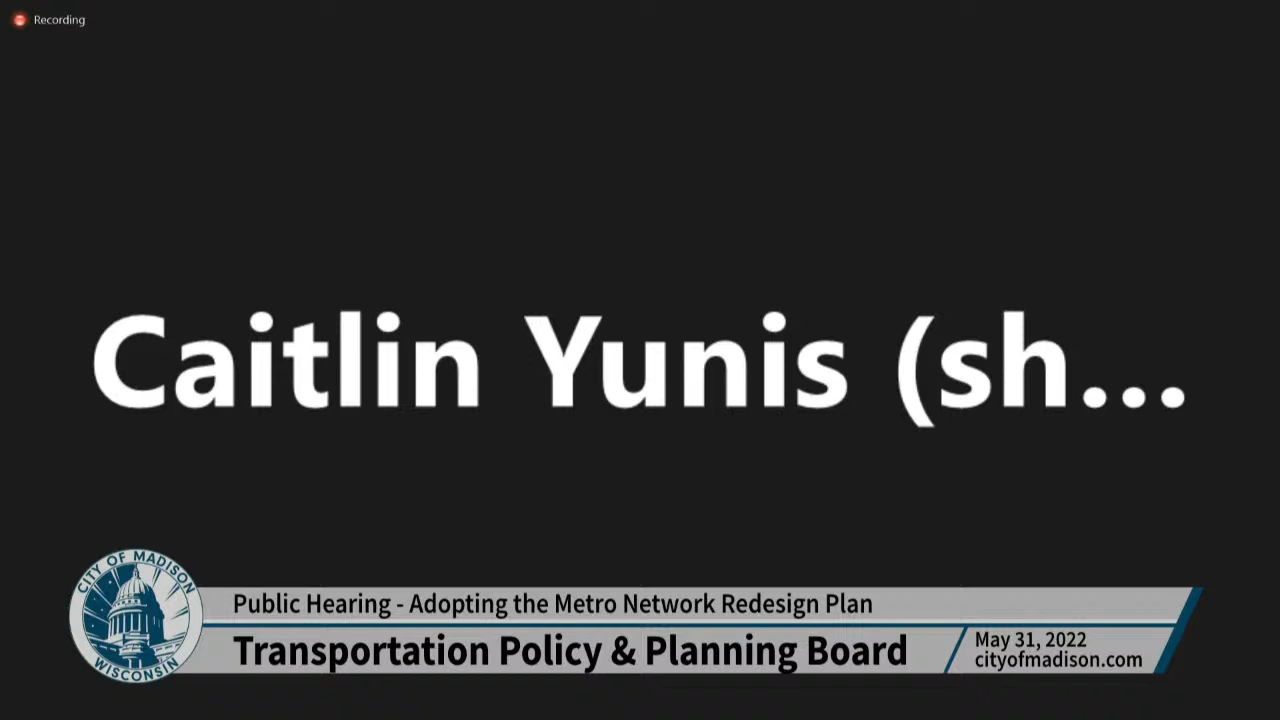 Recording
Caitlin Yunis (sh...
CITY OF MADISON
WISCONSIN
Public Hearing - Adopting the Metro Network Redesign Plan
Transportation Policy & Planning Board
May 31, 2022
cityofmadison.com